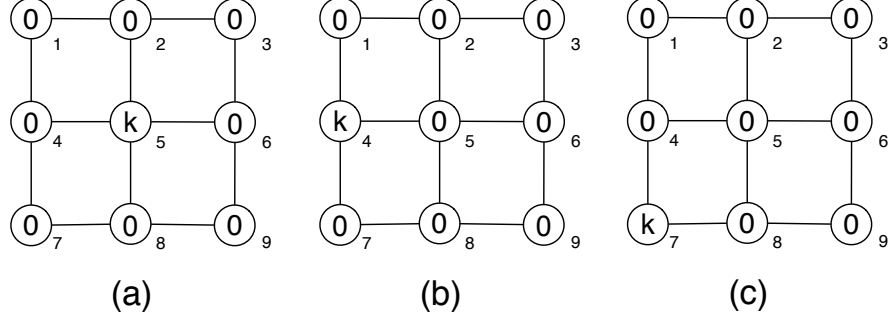 0 0 0 0 0 0 0 0 0
1 2 3 1 2 3 1 2 3
0 k 0 k 0 0 0 0 0
4 5 6 4 5 6 4 5 6
0 0 0 0 0 0 k 0 0
7 8 9 7 8 9 7 8 9
(a) (b) (c)